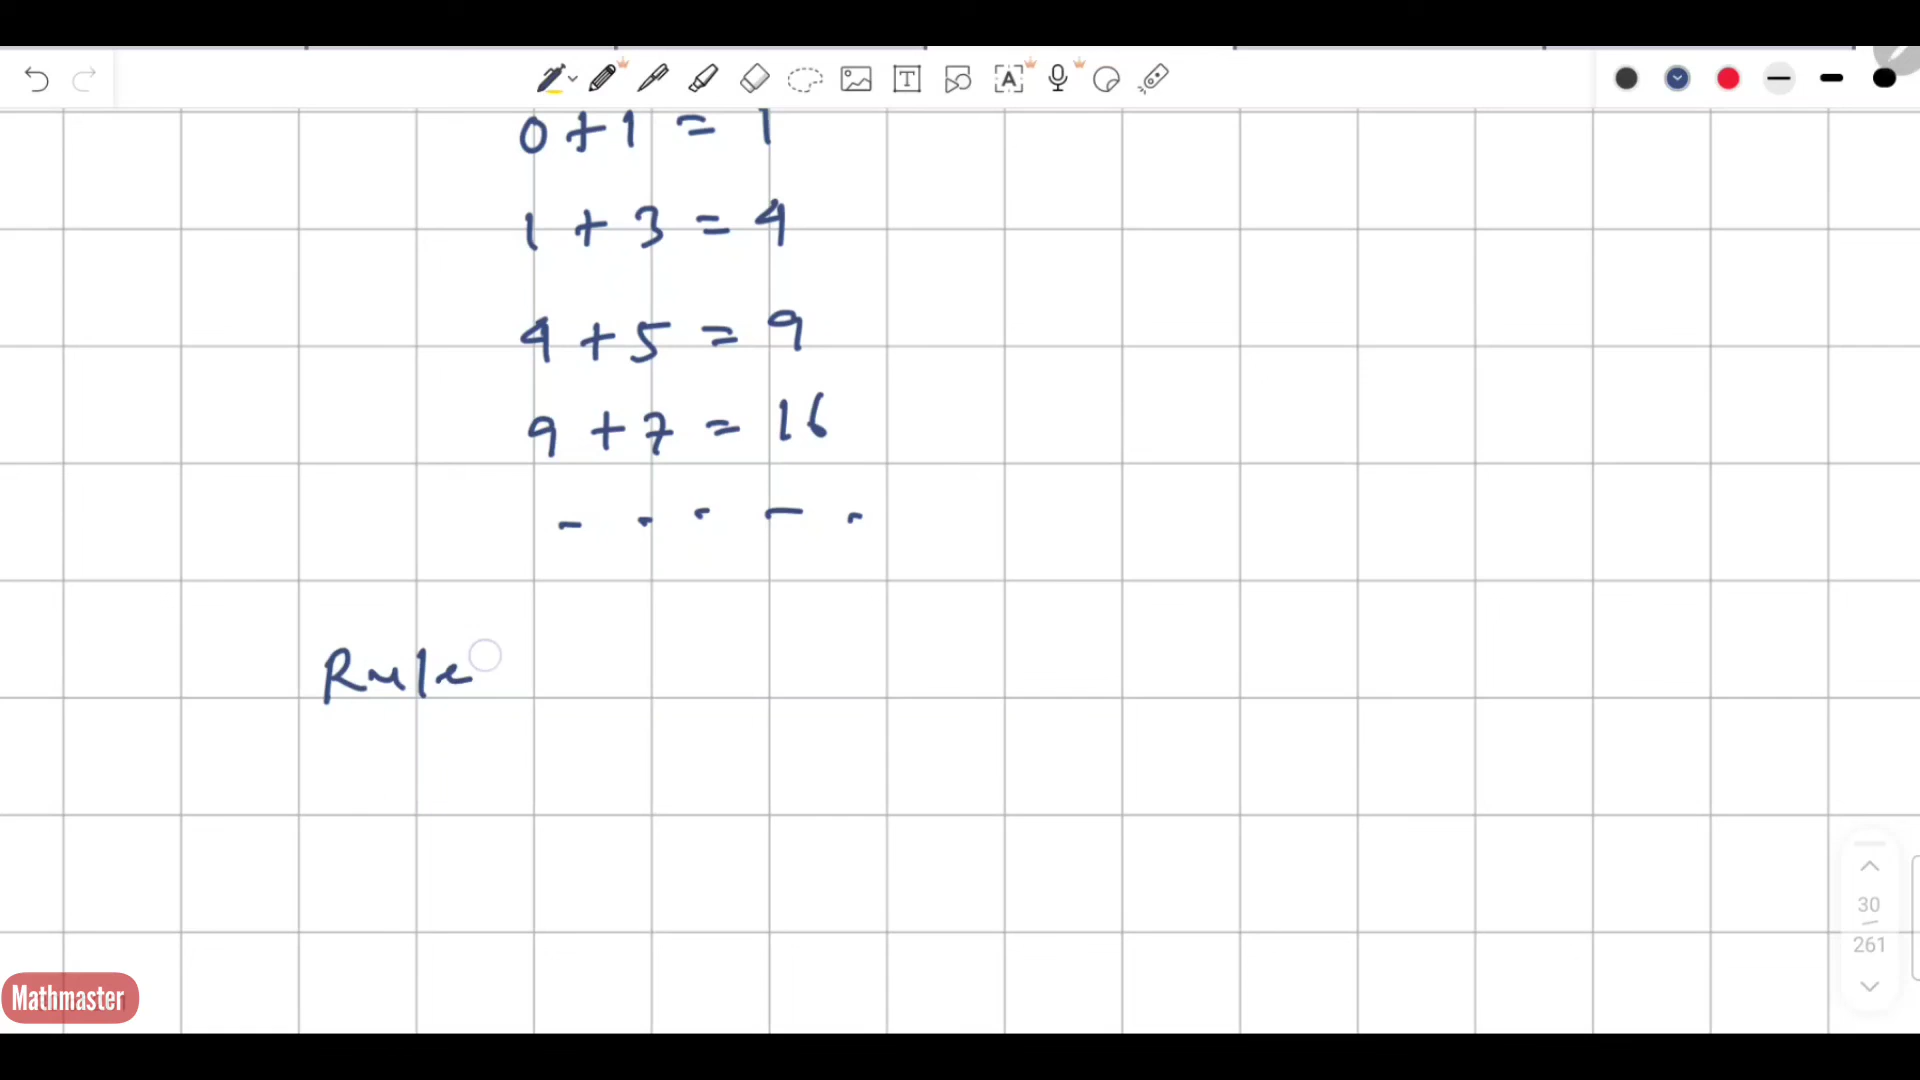 0 + 1 = 1
1 + 3 = 4
4 + 5 = 9
9 + 7 = 16
- . . - .
Rule
30
261
Mathmaster